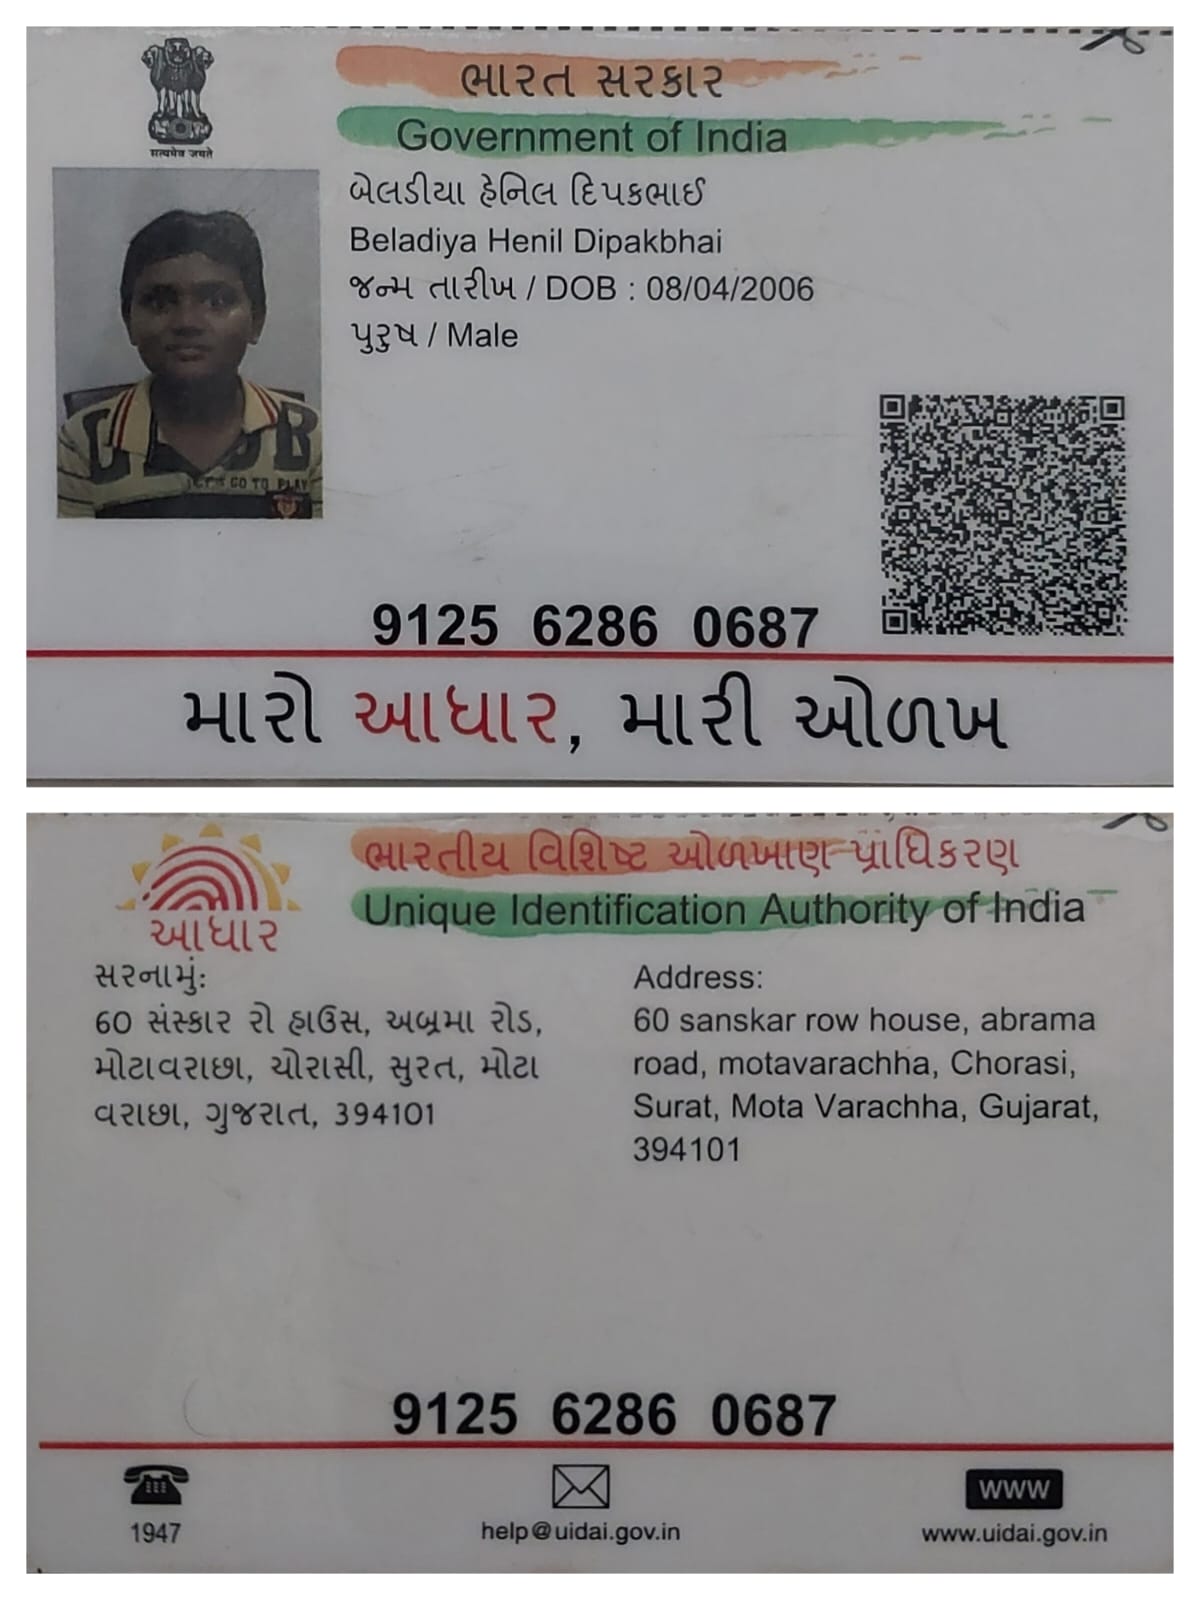 सत्यमेव जयते
ભારત સરકાર
Government of India
બેલડીયા હેનિલ દિપકભાઈ
Beladiya Henil Dipakbhai
જન્મ તારીખ / DOB : 08/04/2006
પુરુષ / Male
GO TO PLAY
9125 6286 0687
મારો આધાર, મારી ઓળખ
ભારતીય વિશિષ્ટ ઓળખાણ પ્રાધિકરણ
Unique Identification Authority of India
આધાર
સરનામું:
60 સંસ્કાર રો હાઉસ, અબ્રમા રોડ,
મોટાવરાછા, ચોરાસી, સુરત, મોટા
વરાછા, ગુજરાત, 394101
Address:
60 sanskar row house, abrama
road, motavarachha, Chorasi,
Surat, Mota Varachha, Gujarat,
394101
9125 6286 0687
1947
help@uidai.gov.in
WWW
www.uidai.gov.in